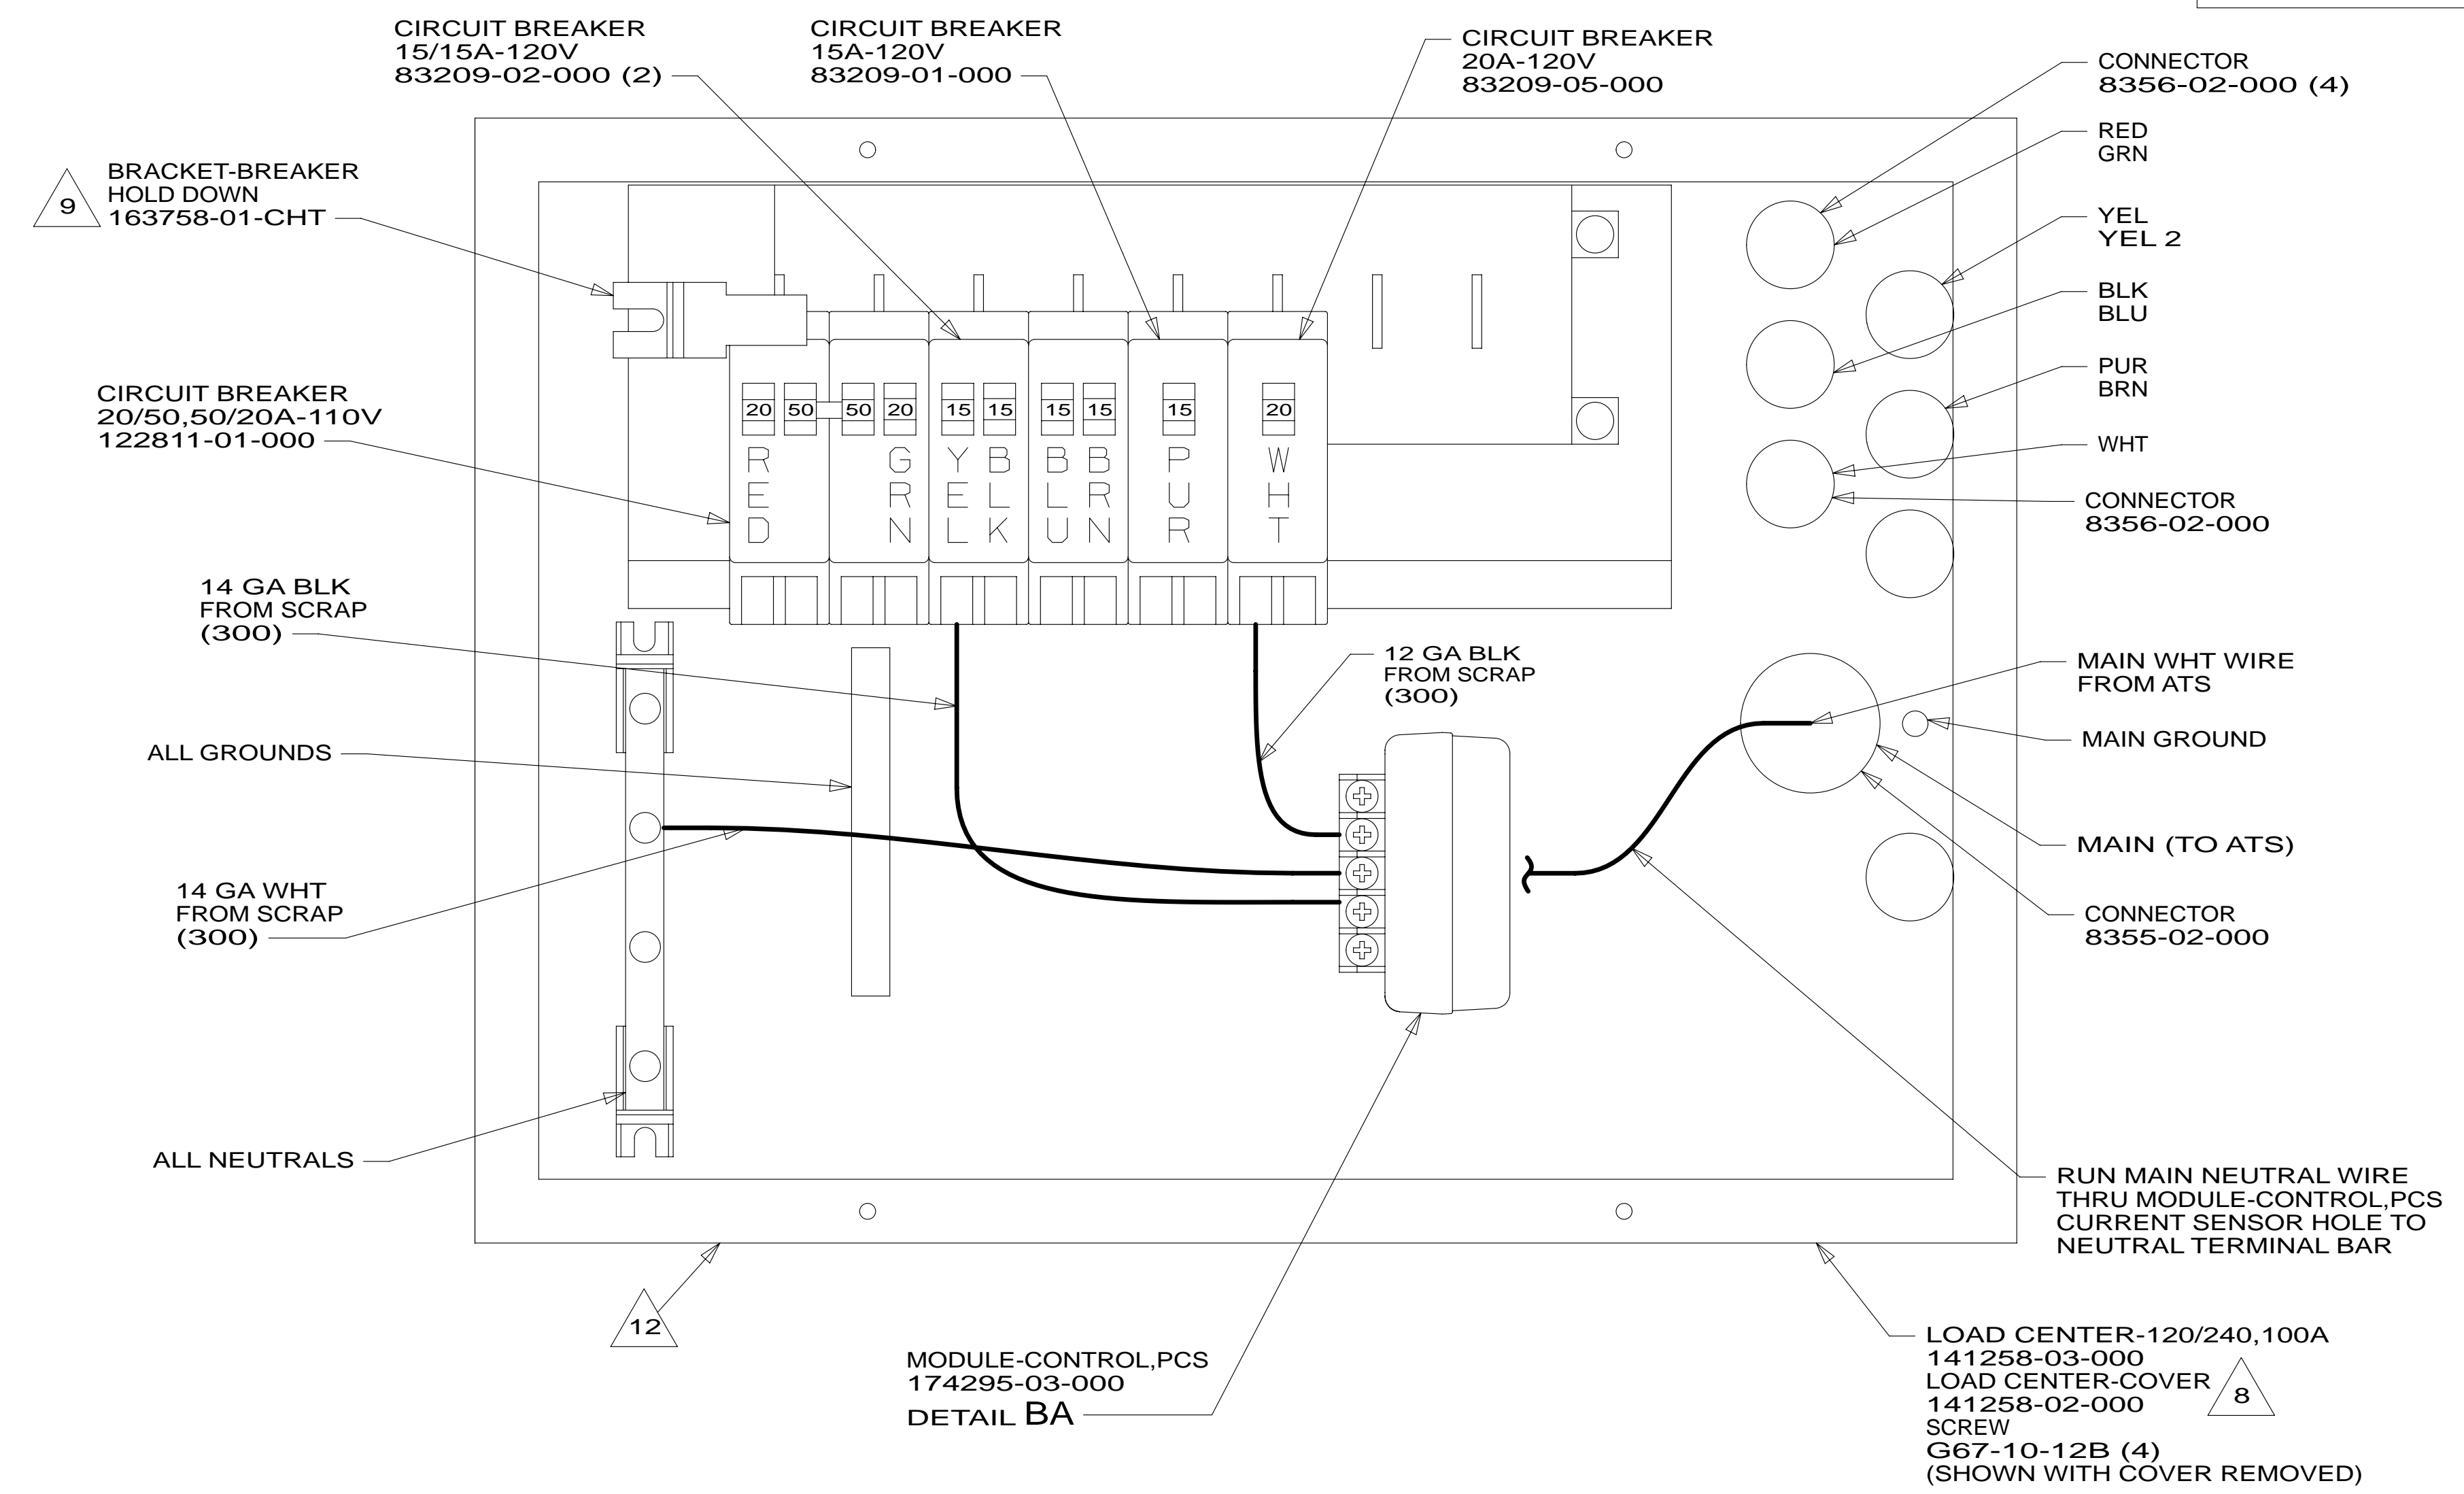 CIRCUIT BREAKER
15/15A-120V
83209-02-000 (2)
CIRCUIT BREAKER
15A-120V
83209-01-000
CIRCUIT BREAKER
20A-120V
83209-05-000
CONNECTOR
8356-02-000 (4)
RED
GRN
YEL
YEL 2
BLK
BLU
PUR
BRN
WHT
CONNECTOR
8356-02-000
9
BRACKET-BREAKER
HOLD DOWN
163758-01-CHT
CIRCUIT BREAKER
20/50,50/20A-110V
122811-01-000
20 50 50 20 15 15 15 15 15 20
RED GRN YEL BLK BLU BRN PUR WHT
14 GA BLK
FROM SCRAP
(300)
12 GA BLK
FROM SCRAP
(300)
MAIN WHT WIRE
FROM ATS
MAIN GROUND
ALL GROUNDS
MAIN (TO ATS)
14 GA WHT
FROM SCRAP
(300)
CONNECTOR
8355-02-000
ALL NEUTRALS
RUN MAIN NEUTRAL WIRE
THRU MODULE-CONTROL,PCS
CURRENT SENSOR HOLE TO
NEUTRAL TERMINAL BAR
12
MODULE-CONTROL,PCS
174295-03-000
DETAIL BA
LOAD CENTER-120/240,100A
141258-03-000
LOAD CENTER-COVER
141258-02-000
8
SCREW
G67-10-12B (4)
(SHOWN WITH COVER REMOVED)